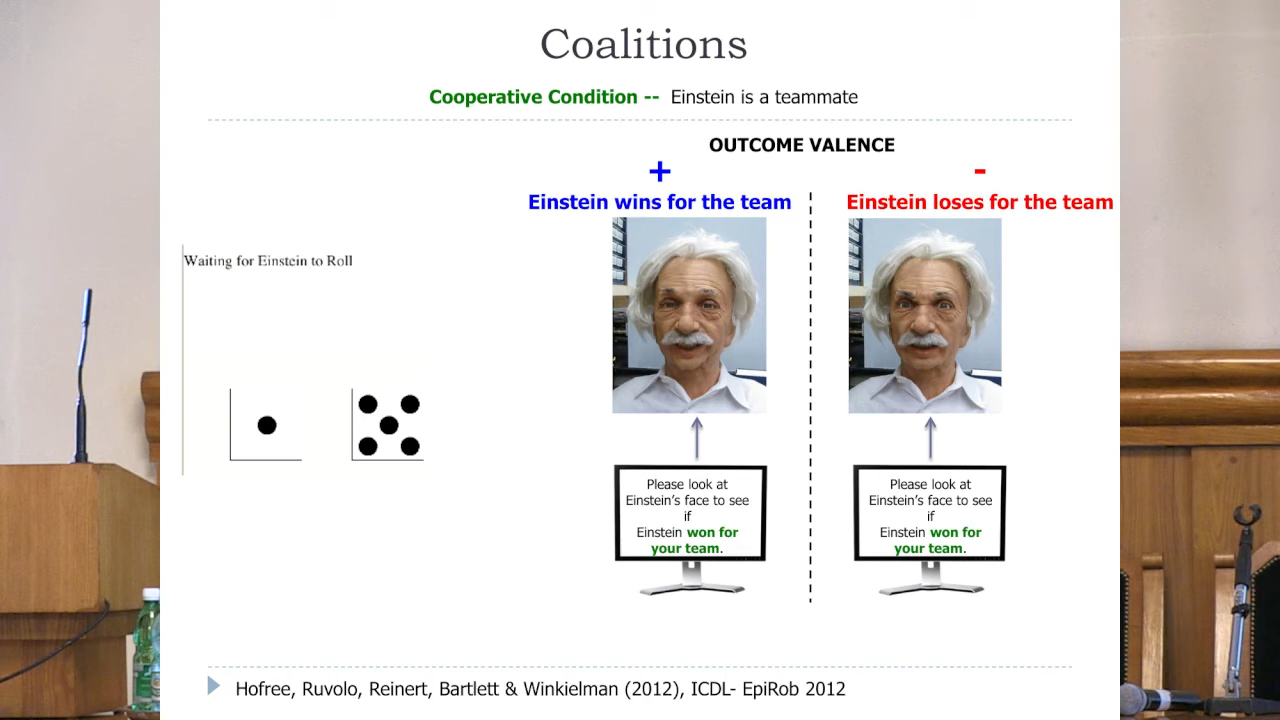 Coalitions
Cooperative Condition -- Einstein is a teammate
OUTCOME VALENCE
+
-
Einstein wins for the team
Einstein loses for the team
Waiting for Einstein to Roll
Please look at
Einstein's face to see
if
Einstein won for
your team.
Please look at
Einstein's face to see
if
Einstein won for
your team.
Hofree, Ruvolo, Reinert, Bartlett & Winkielman (2012), ICDL- EpiRob 2012